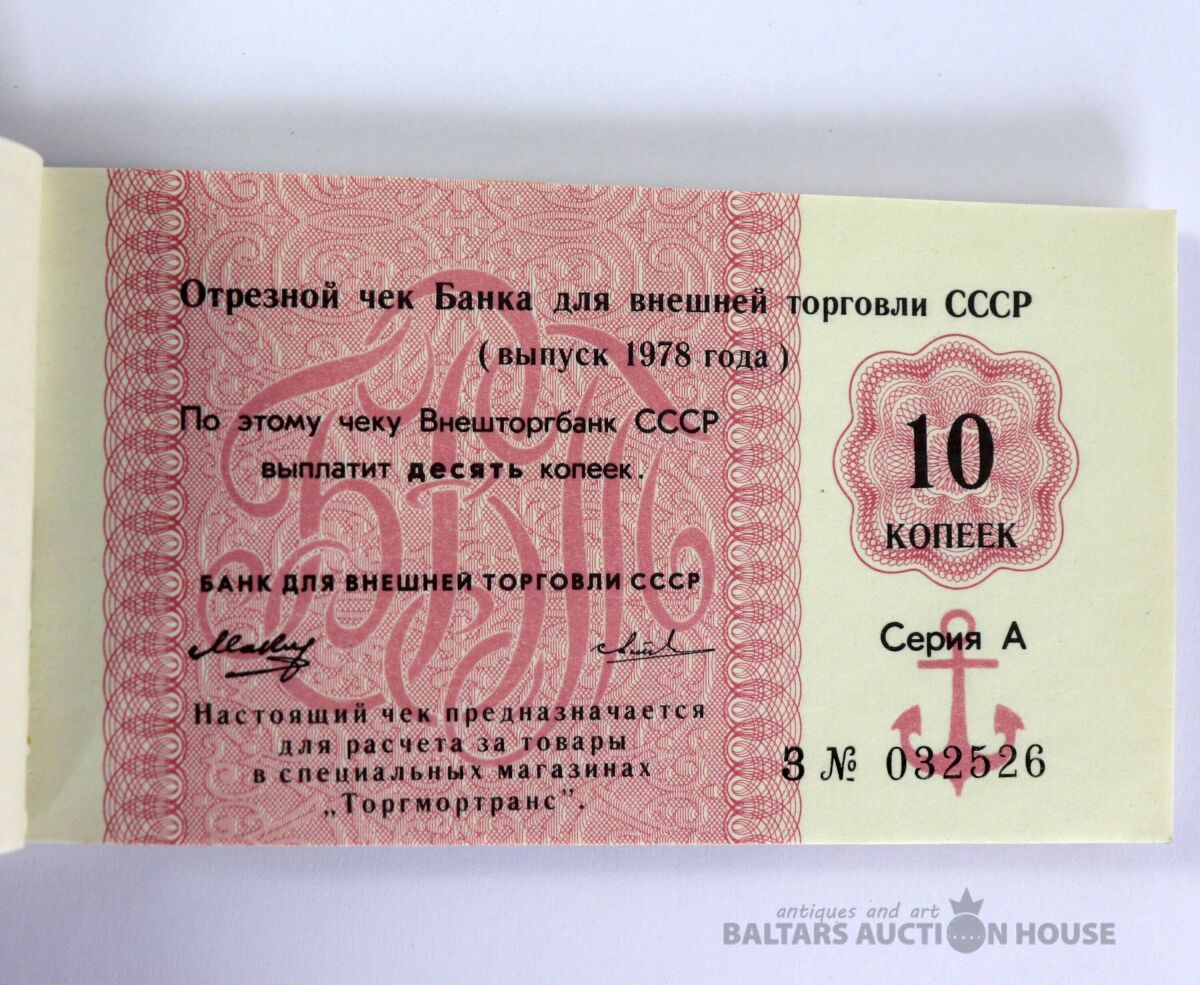 Отрезной чек Банка для внешней торговли СССР
(выпуск 1978 года)
По этому чеку Внешторгбанк СССР
выплатит десять копеек.
10
КОПЕЕК
БАНК ДЛЯ ВНЕШНЕЙ ТОРГОВЛИ СССР
Серия А
Настоящий чек предназначается
для расчета за товары
в специальных магазинах
„Торгмортранс”.
З № 032526
antiques and art
BALTARS AUCTION HOUSE